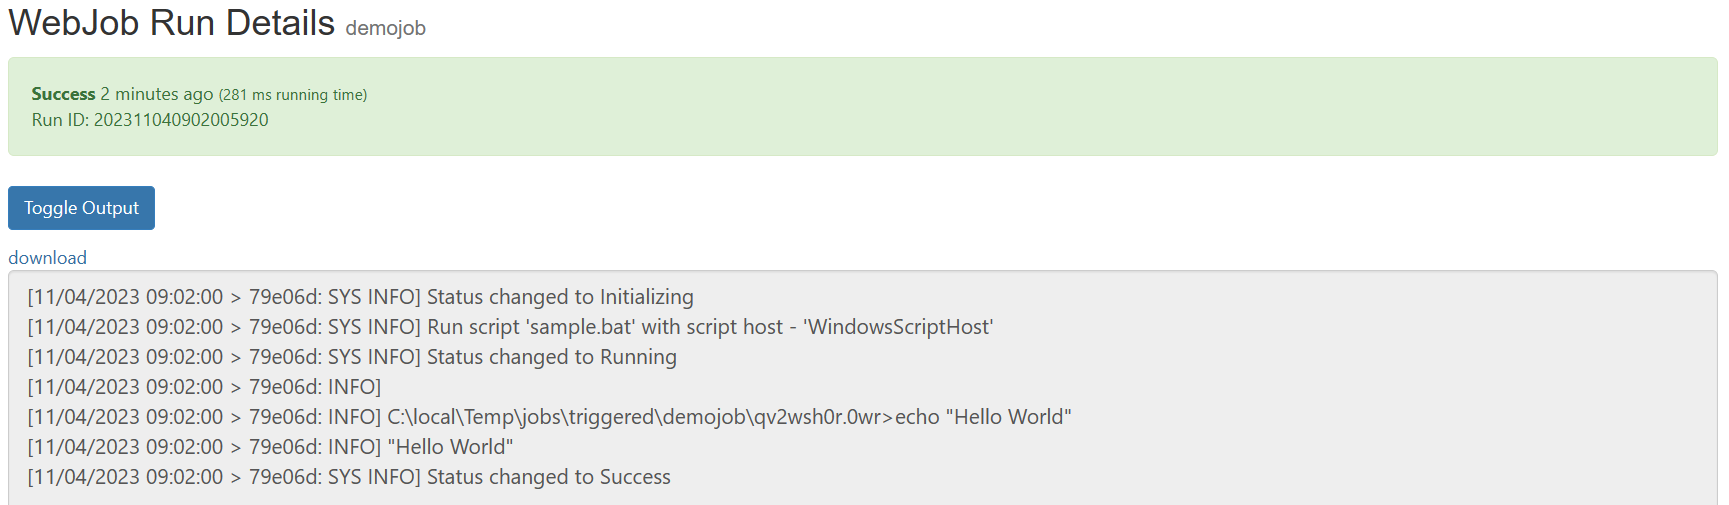 WebJob Run Details demojob
Success 2 minutes ago (281 ms running time)
Run ID: 202311040902005920
Toggle Output
download
[11/04/2023 09:02:00 > 79e06d: SYS INFO] Status changed to Initializing
[11/04/2023 09:02:00 > 79e06d: SYS INFO] Run script 'sample.bat' with script host - 'WindowsScriptHost'
[11/04/2023 09:02:00 > 79e06d: SYS INFO] Status changed to Running
[11/04/2023 09:02:00 > 79e06d: INFO]
[11/04/2023 09:02:00 > 79e06d: INFO] C:\local\Temp\jobs\triggered\demojob\qv2wsh0r.0wr>echo "Hello World"
[11/04/2023 09:02:00 > 79e06d: INFO] "Hello World"
[11/04/2023 09:02:00 > 79e06d: SYS INFO] Status changed to Success